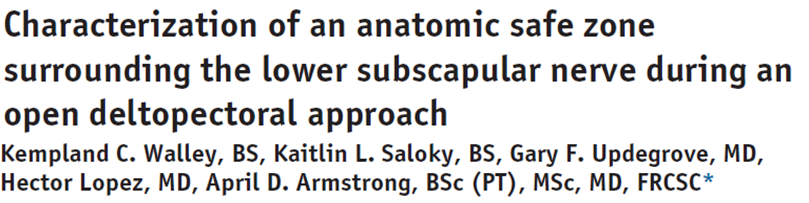 Characterization of an anatomic safe zone
surrounding the lower subscapular nerve during an
open deltopectoral approach
Kempland C. Walley, BS, Kaitlin L. Saloky, BS, Gary F. Updegrove, MD,
Hector Lopez, MD, April D. Armstrong, BSc (PT), MSc, MD, FRCSC*